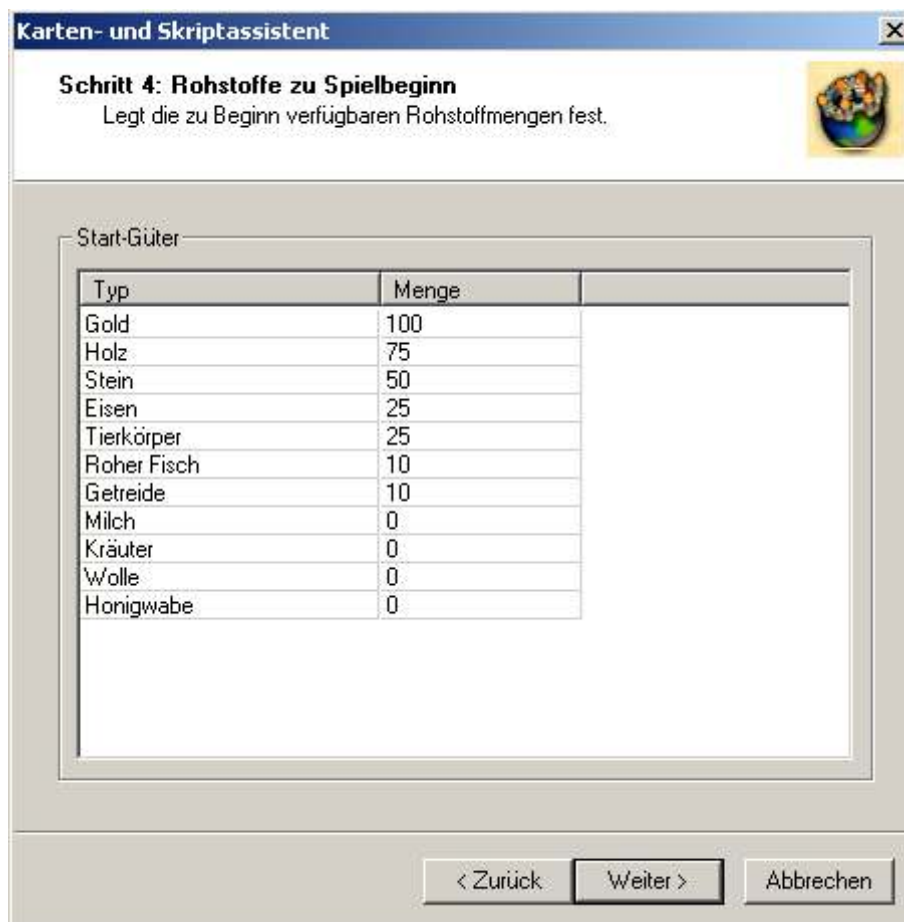 Karten- und Skriptassistent
Schritt 4: Rohstoffe zu Spielbeginn
Legt die zu Beginn verfügbaren Rohstoffmengen fest.
Start-Güter
Typ Menge
Gold 100
Holz 75
Stein 50
Eisen 25
Tierkörper 25
Roher Fisch 10
Getreide 10
Milch 0
Kräuter 0
Wolle 0
Honigwabe 0
< Zurück Weiter > Abbrechen